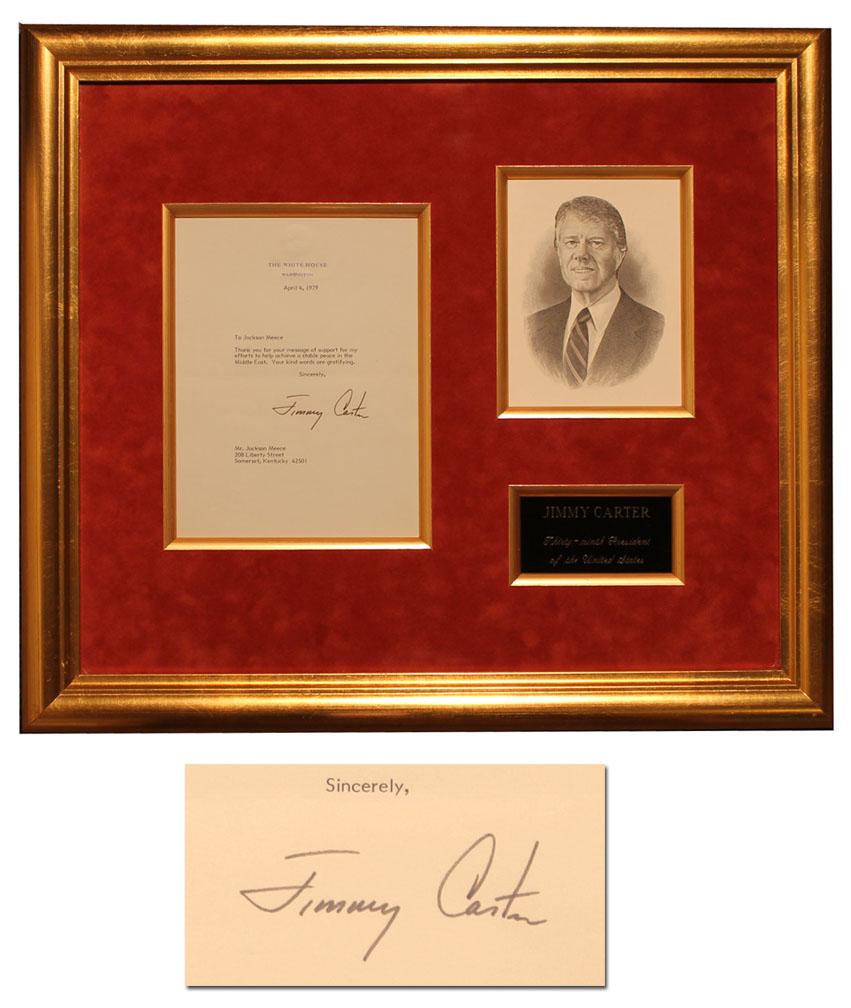 THE WHITE HOUSE
WASHINGTON
April 6, 1979
To Jackson Meece
Thank you for your message of support for my
efforts to help achieve a stable peace in the
Middle East. Your kind words are gratifying.
Sincerely,
Jimmy Carter
Mr. Jackson Meece
208 Liberty Street
Somerset, Kentucky 42501
JIMMY CARTER
Thirty-ninth President
of the United States
Sincerely,
Jimmy Carter